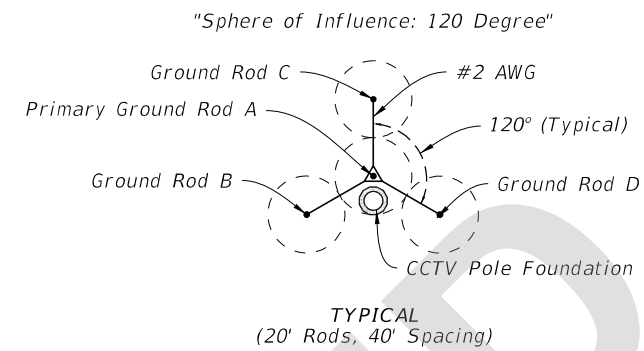 "Sphere of Influence: 120 Degree"
Ground Rod C
#2 AWG
Primary Ground Rod A
120° (Typical)
Ground Rod B
Ground Rod D
CCTV Pole Foundation
TYPICAL
(20' Rods, 40' Spacing)